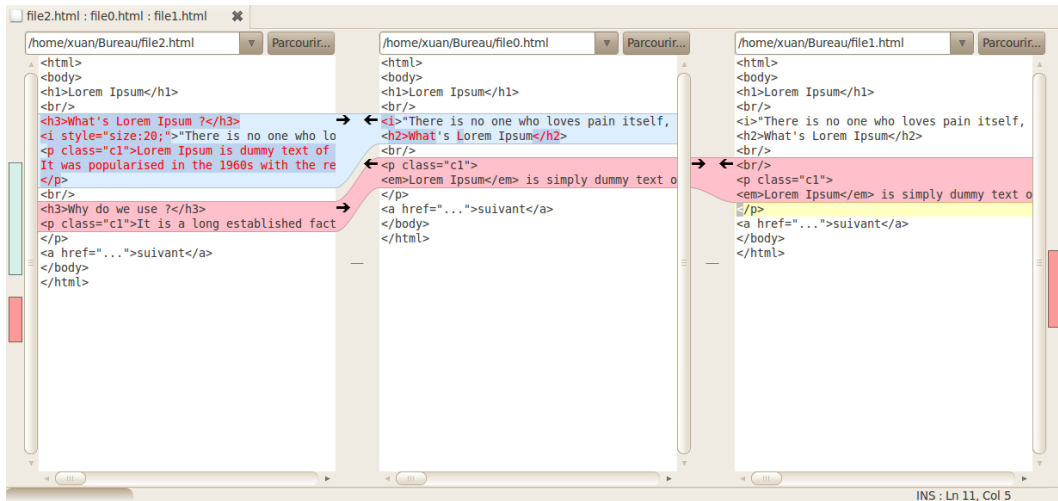 file2.html : file0.html : file1.html
/home/xuan/Bureau/file2.html
Parcourir...
<html>
<body>
<h1>Lorem Ipsum</h1>
<br/>
<h3>What's Lorem Ipsum ?</h3>
<i style="size:20;">"There is no one who lo
<p class="c1">Lorem Ipsum is dummy text of
It was popularised in the 1960s with the re
</p>
<br/>
<h3>Why do we use ?</h3>
<p class="c1">It is a long established fact
</p>
<a href="...">suivant</a>
</body>
</html>
/home/xuan/Bureau/file0.html
Parcourir...
<html>
<body>
<h1>Lorem Ipsum</h1>
<br/>
<i>"There is no one who loves pain itself,
<h2>What's Lorem Ipsum</h2>
<br/>
<p class="c1">
<em>Lorem Ipsum</em> is simply dummy text o
</p>
<a href="...">suivant</a>
</body>
</html>
/home/xuan/Bureau/file1.html
Parcourir...
<html>
<body>
<h1>Lorem Ipsum</h1>
<br/>
<i>"There is no one who loves pain itself,
<h2>What's Lorem Ipsum</h2>
<br/>
<br/>
<p class="c1">
<em>Lorem Ipsum</em> is simply dummy text o
</p>
<a href="...">suivant</a>
</body>
</html>
INS : Ln 11, Col 5